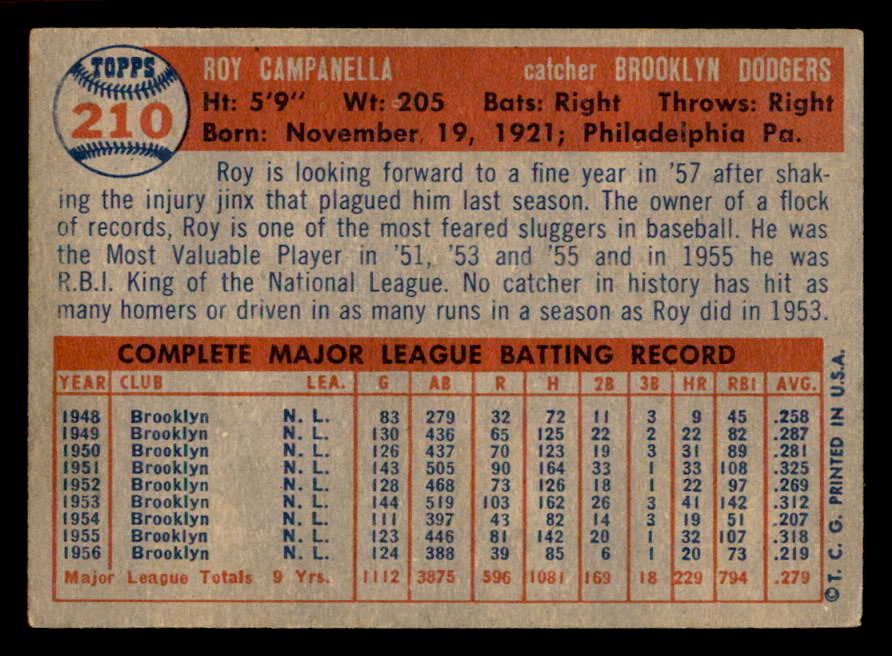 TOPPS
210
ROY CAMPANELLA catcher BROOKLYN DODGERS
Ht: 5'9" Wt: 205 Bats: Right Throws: Right
Born: November 19, 1921; Philadelphia Pa.
Roy is looking forward to a fine year in '57 after shak-
ing the injury jinx that plagued him last season. The owner of a flock
of records, Roy is one of the most feared sluggers in baseball. He was
the Most Valuable Player in '51, '53 and '55 and in 1955 he was
R.B.I. King of the National League. No catcher in history has hit as
many homers or driven in as many runs in a season as Roy did in 1953.
COMPLETE MAJOR LEAGUE BATTING RECORD
YEAR CLUB LEA. G AB R H 2B 3B HR RBI AVG.
1948 Brooklyn N. L. 83 279 32 72 11 3 9 45 .258
1949 Brooklyn N. L. 130 436 65 125 22 2 22 82 .287
1950 Brooklyn N. L. 126 437 70 123 19 3 31 89 .281
1951 Brooklyn N. L. 143 505 90 164 33 1 33 108 .325
1952 Brooklyn N. L. 128 468 73 126 18 1 22 97 .269
1953 Brooklyn N. L. 144 519 103 162 26 3 41 142 .312
1954 Brooklyn N. L. 111 397 43 82 14 3 19 51 .207
1955 Brooklyn N. L. 123 446 81 142 20 1 32 107 .318
1956 Brooklyn N. L. 124 388 39 85 6 1 20 73 .219
Major League Totals 9 Yrs. 1112 3875 596 1081 169 18 229 794 .279
©T. C. G. PRINTED IN U.S.A.